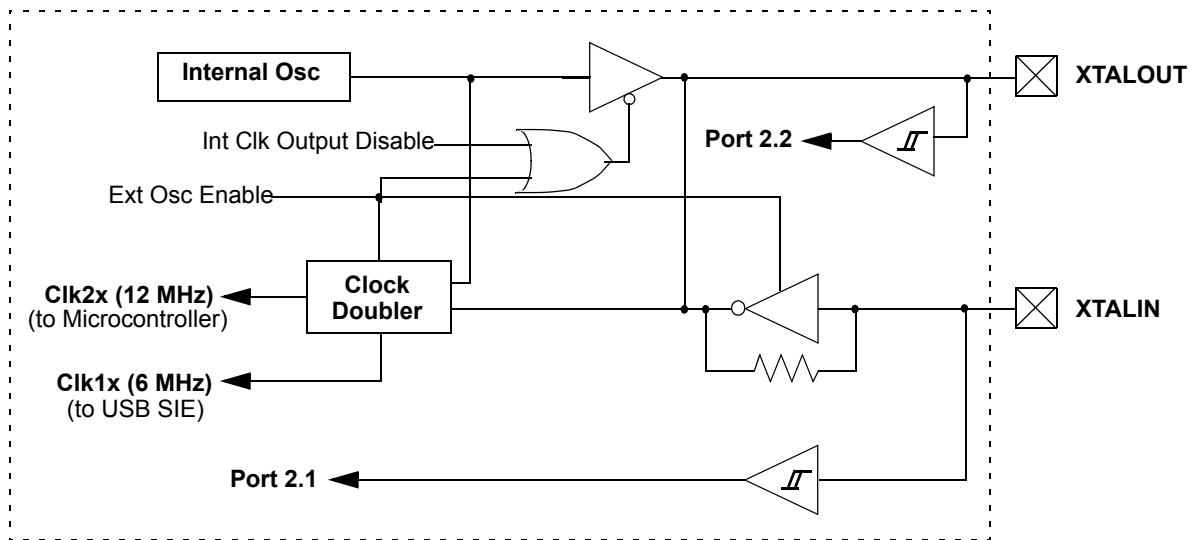 Internal Osc
XTALOUT
Int Clk Output Disable
Port 2.2
Ext Osc Enable
Clock
Doubler
Clk2x (12 MHz)
(to Microcontroller)
XTALIN
Clk1x (6 MHz)
(to USB SIE)
Port 2.1